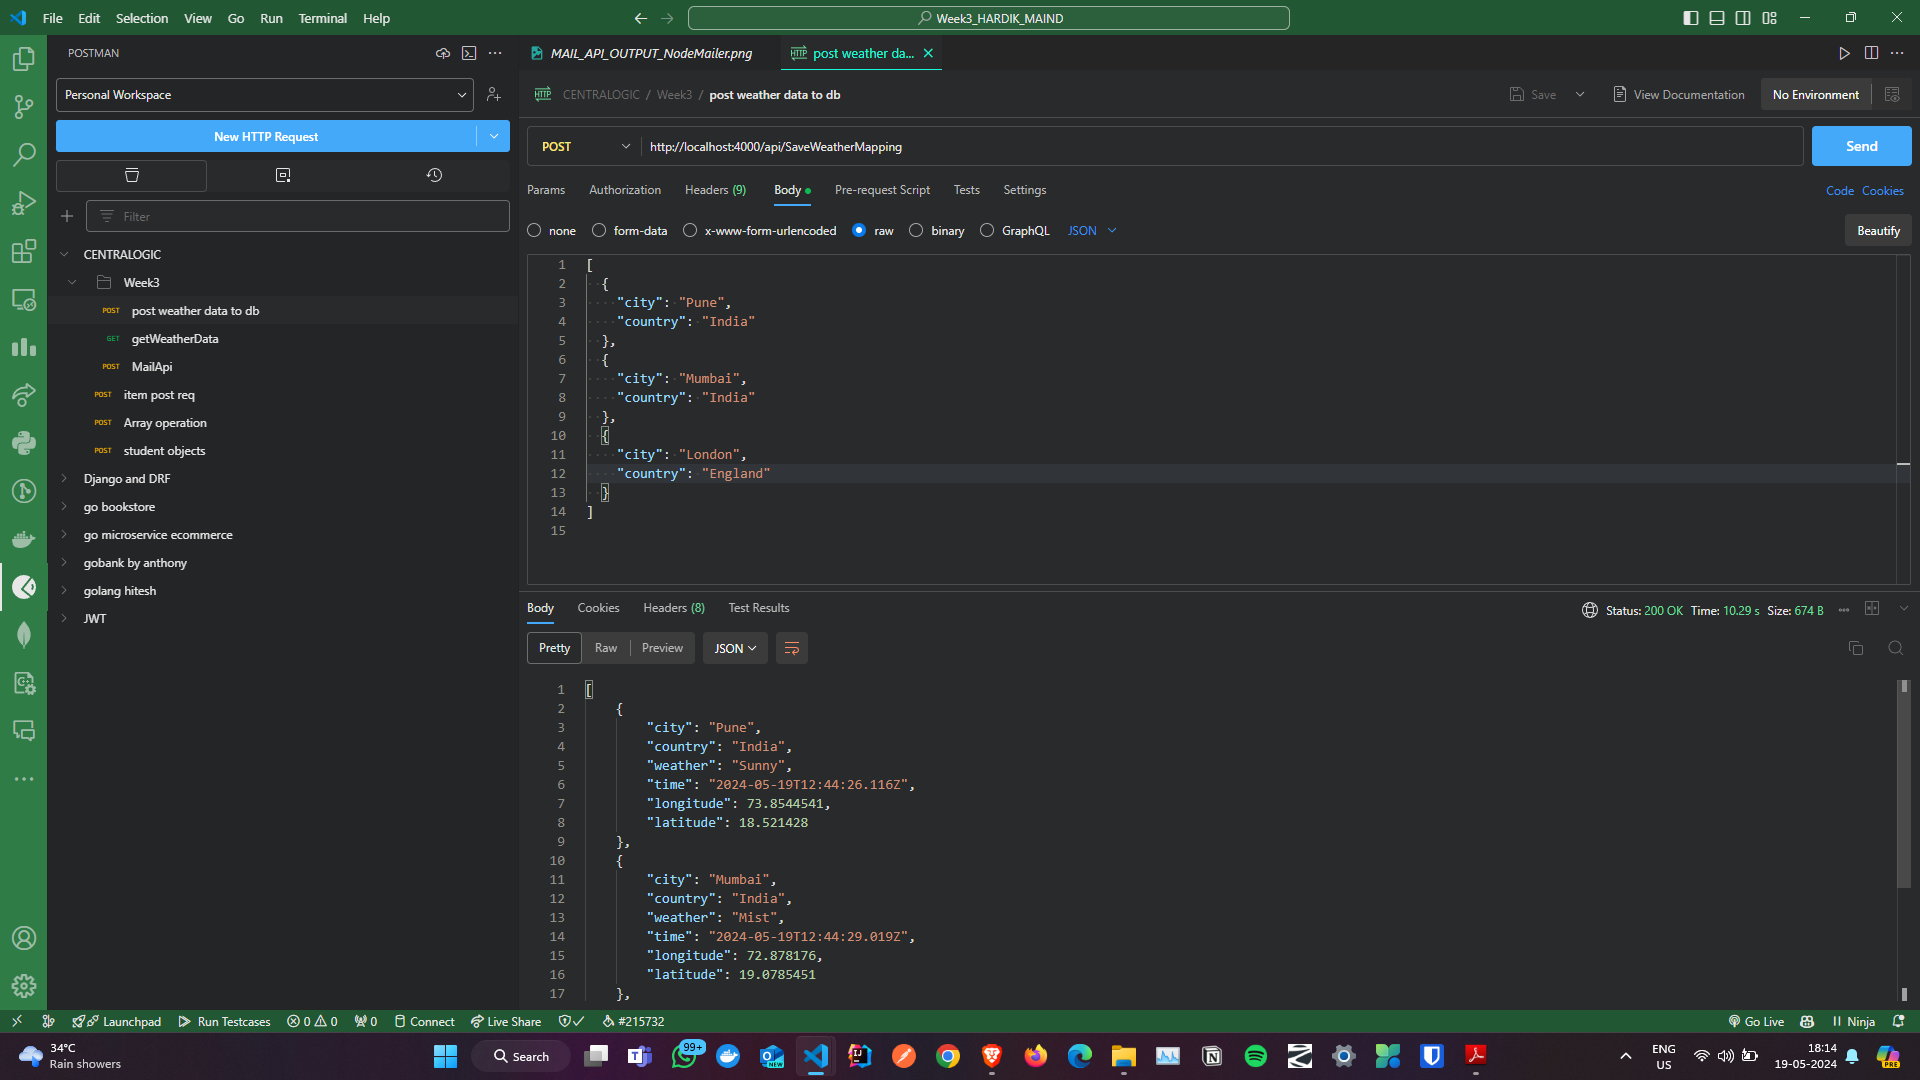 File Edit Selection View Go Run Terminal Help
Week3_HARDIK_MAIND
POSTMAN
MAIL_API_OUTPUT_NodeMailer.png
HTTP post weather da...
Personal Workspace
HTTP CENTRALOGIC / Week3 / post weather data to db
Save View Documentation No Environment
New HTTP Request
POST http://localhost:4000/api/SaveWeatherMapping Send
Params Authorization Headers (9) Body Pre-request Script Tests Settings Code Cookies
Filter
none form-data x-www-form-urlencoded raw binary GraphQL JSON Beautify
CENTRALOGIC
Week3
POST post weather data to db
GET getWeatherData
POST MailApi
POST item post req
POST Array operation
POST student objects
Django and DRF
go bookstore
go microservice ecommerce
gobank by anthony
golang hitesh
JWT
1 [
2 {
3 "city": "Pune",
4 "country": "India"
5 },
6 {
7 "city": "Mumbai",
8 "country": "India"
9 },
10 {
11 "city": "London",
12 "country": "England"
13 }
14 ]
15
Body Cookies Headers (8) Test Results Status: 200 OK Time: 10.29 s Size: 674 B
Pretty Raw Preview JSON
1 [
2 {
3 "city": "Pune",
4 "country": "India",
5 "weather": "Sunny",
6 "time": "2024-05-19T12:44:26.116Z",
7 "longitude": 73.8544541,
8 "latitude": 18.521428
9 },
10 {
11 "city": "Mumbai",
12 "country": "India",
13 "weather": "Mist",
14 "time": "2024-05-19T12:44:29.019Z",
15 "longitude": 72.878176,
16 "latitude": 19.0785451
17 },
Launchpad Run Testcases 0 0 0 Connect Live Share #215732 Go Live Ninja
34°C
Rain showers
Search
99+
NEW
ENG
US
18:14
19-05-2024
PRE